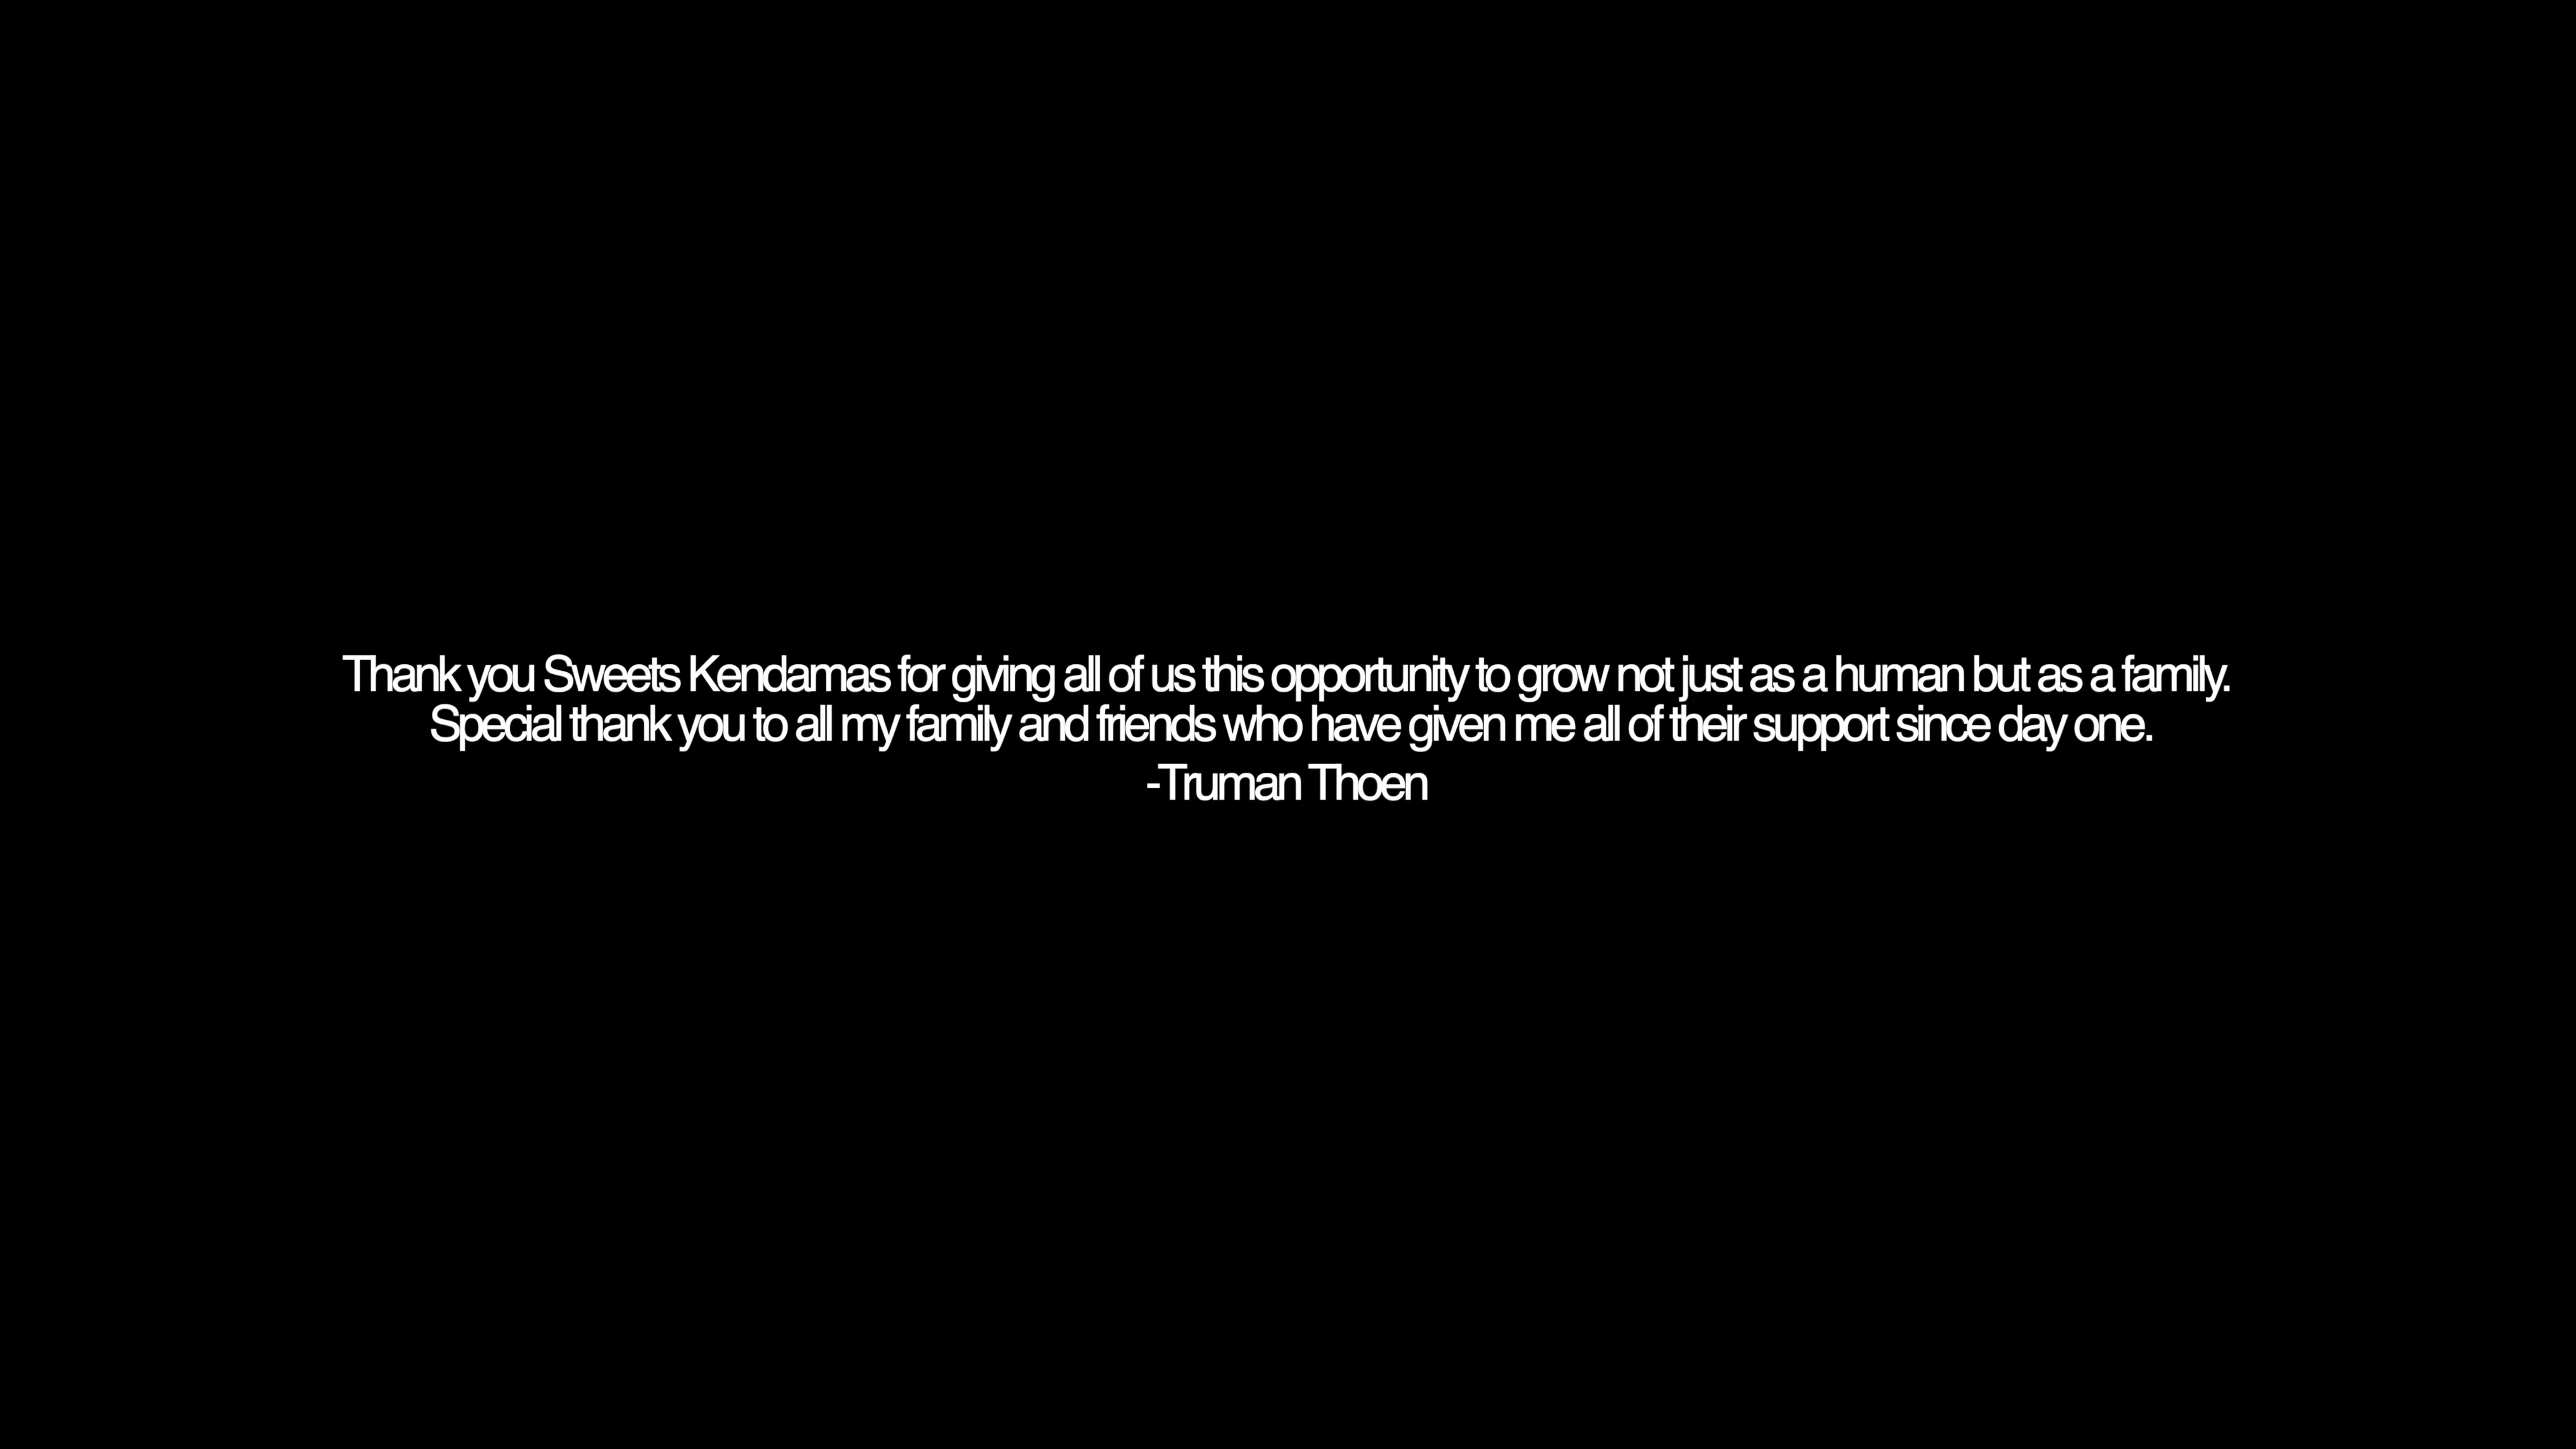 Thank you Sweets Kendamas for giving all of us this opportunity to grow not just as a human but as a family.
Special thank you to all my family and friends who have given me all of their support since day one.
-Truman Thoen